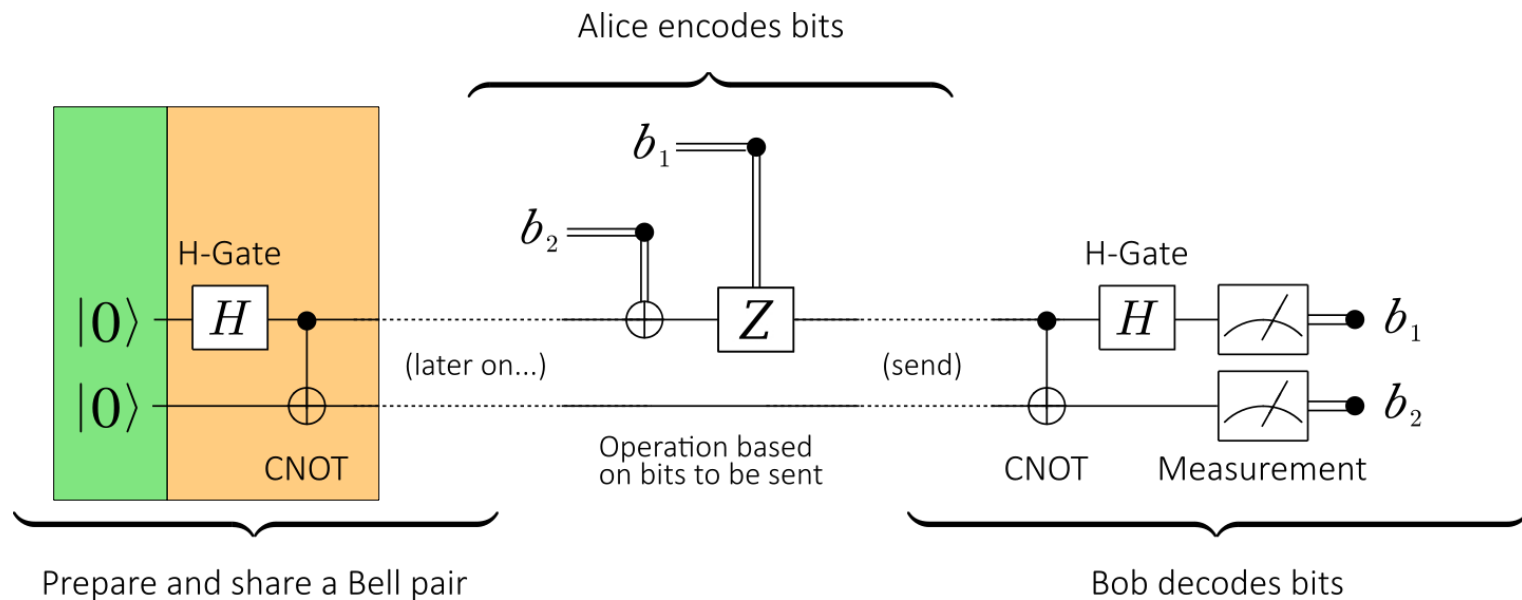 Alice encodes bits
b₁
b₂
H-Gate
H-Gate
|0⟩ H Z H b₁
(later on...) (send)
|0⟩ b₂
Operation based
on bits to be sent
CNOT CNOT Measurement
Prepare and share a Bell pair Bob decodes bits